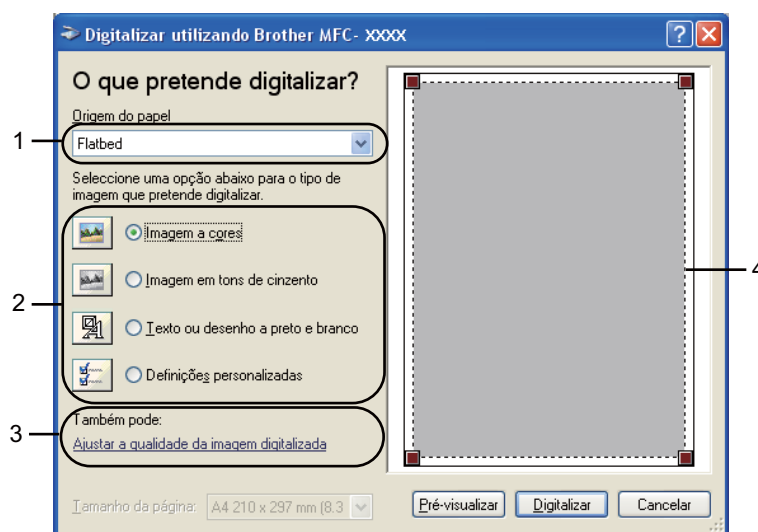 Digitalizar utilizando Brother MFC- XXXX
O que pretende digitalizar?
Origem do papel
1
Flatbed
Seleccione uma opção abaixo para o tipo de
imagem que pretende digitalizar.
Imagem a cores
4
Imagem em tons de cinzento
2
Texto ou desenho a preto e branco
Definições personalizadas
Também pode:
3
Ajustar a qualidade da imagem digitalizada
Tamanho da página: A4 210 x 297 mm (8.3
Pré-visualizar Digitalizar Cancelar